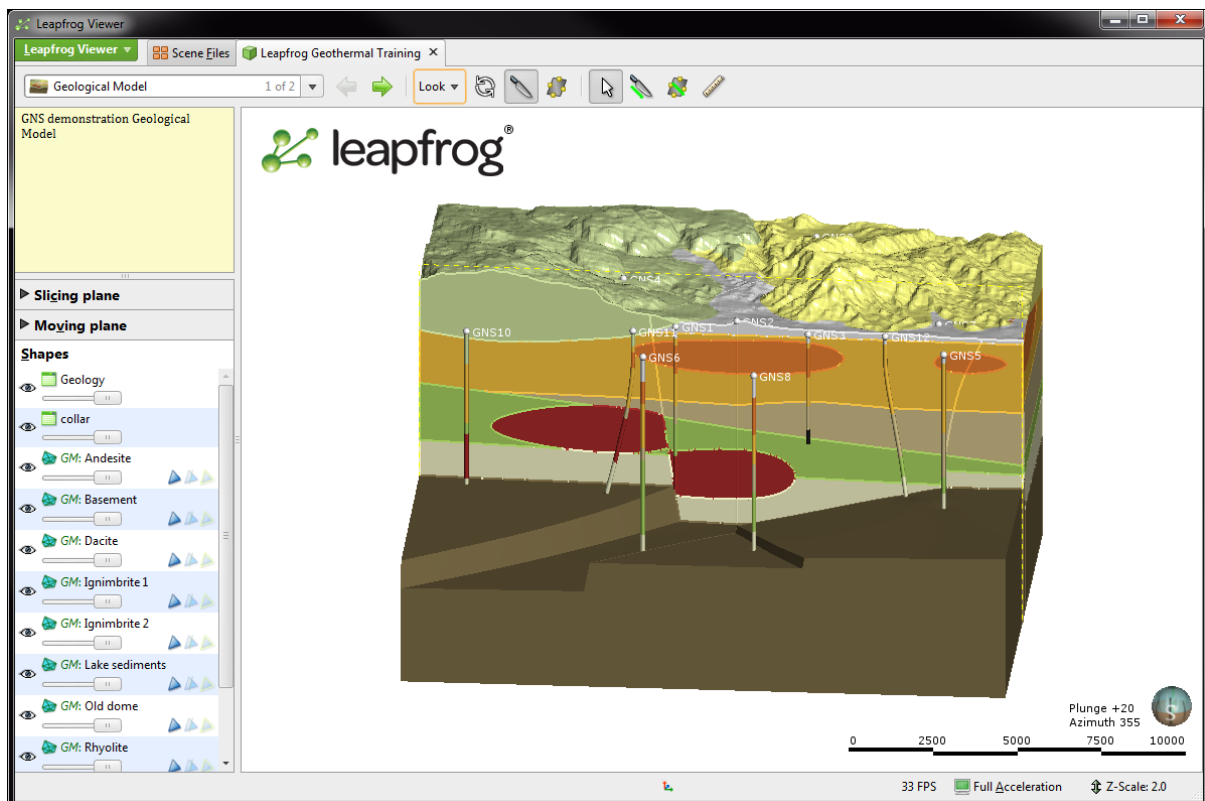 Leapfrog Viewer
Leapfrog Viewer
Scene Files
Leapfrog Geothermal Training
Geological Model 1 of 2
Look
GNS demonstration Geological
Model
leapfrog®
Slicing plane
Moving plane
Shapes
Geology
collar
GM: Andesite
GM: Basement
GM: Dacite
GM: Ignimbrite 1
GM: Ignimbrite 2
GM: Lake sediments
GM: Old dome
GM: Rhyolite
GNS4
GNS10
GNS11
GNS1
GNS2
GNS3
GNS12
GNS6
GNS8
GNS5
Plunge +20
Azimuth 355
0 2500 5000 7500 10000
33 FPS
Full Acceleration
Z-Scale: 2.0